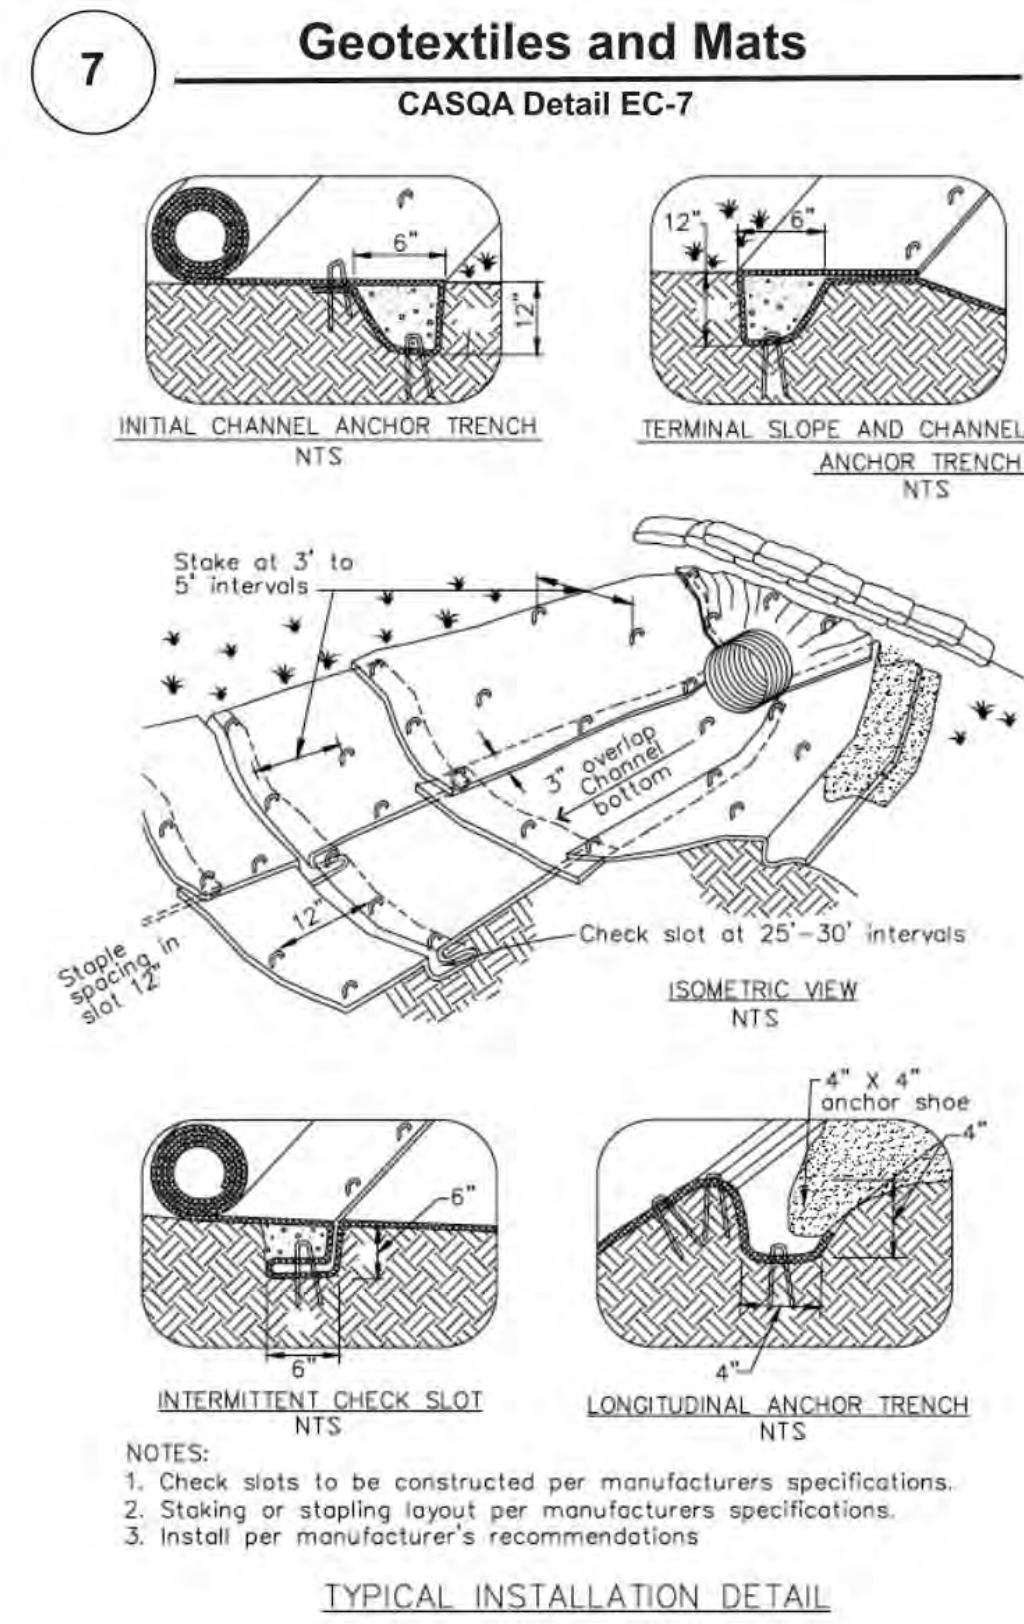 7
Geotextiles and Mats
CASQA Detail EC-7
6"
12"
INITIAL CHANNEL ANCHOR TRENCH
NTS
12"
6"
TERMINAL SLOPE AND CHANNEL
ANCHOR TRENCH
NTS
Stake at 3' to
5' intervals
3" overlap
Channel
bottom
12"
Staple
spacing in
slot 12"
Check slot at 25'-30' intervals
ISOMETRIC VIEW
NTS
6"
6"
INTERMITTENT CHECK SLOT
NTS
4" X 4"
anchor shoe
4"
4"
LONGITUDINAL ANCHOR TRENCH
NTS
NOTES:
1. Check slots to be constructed per manufacturers specifications.
2. Staking or stapling layout per manufacturers specifications.
3. Install per manufacturer's recommendations
TYPICAL INSTALLATION DETAIL